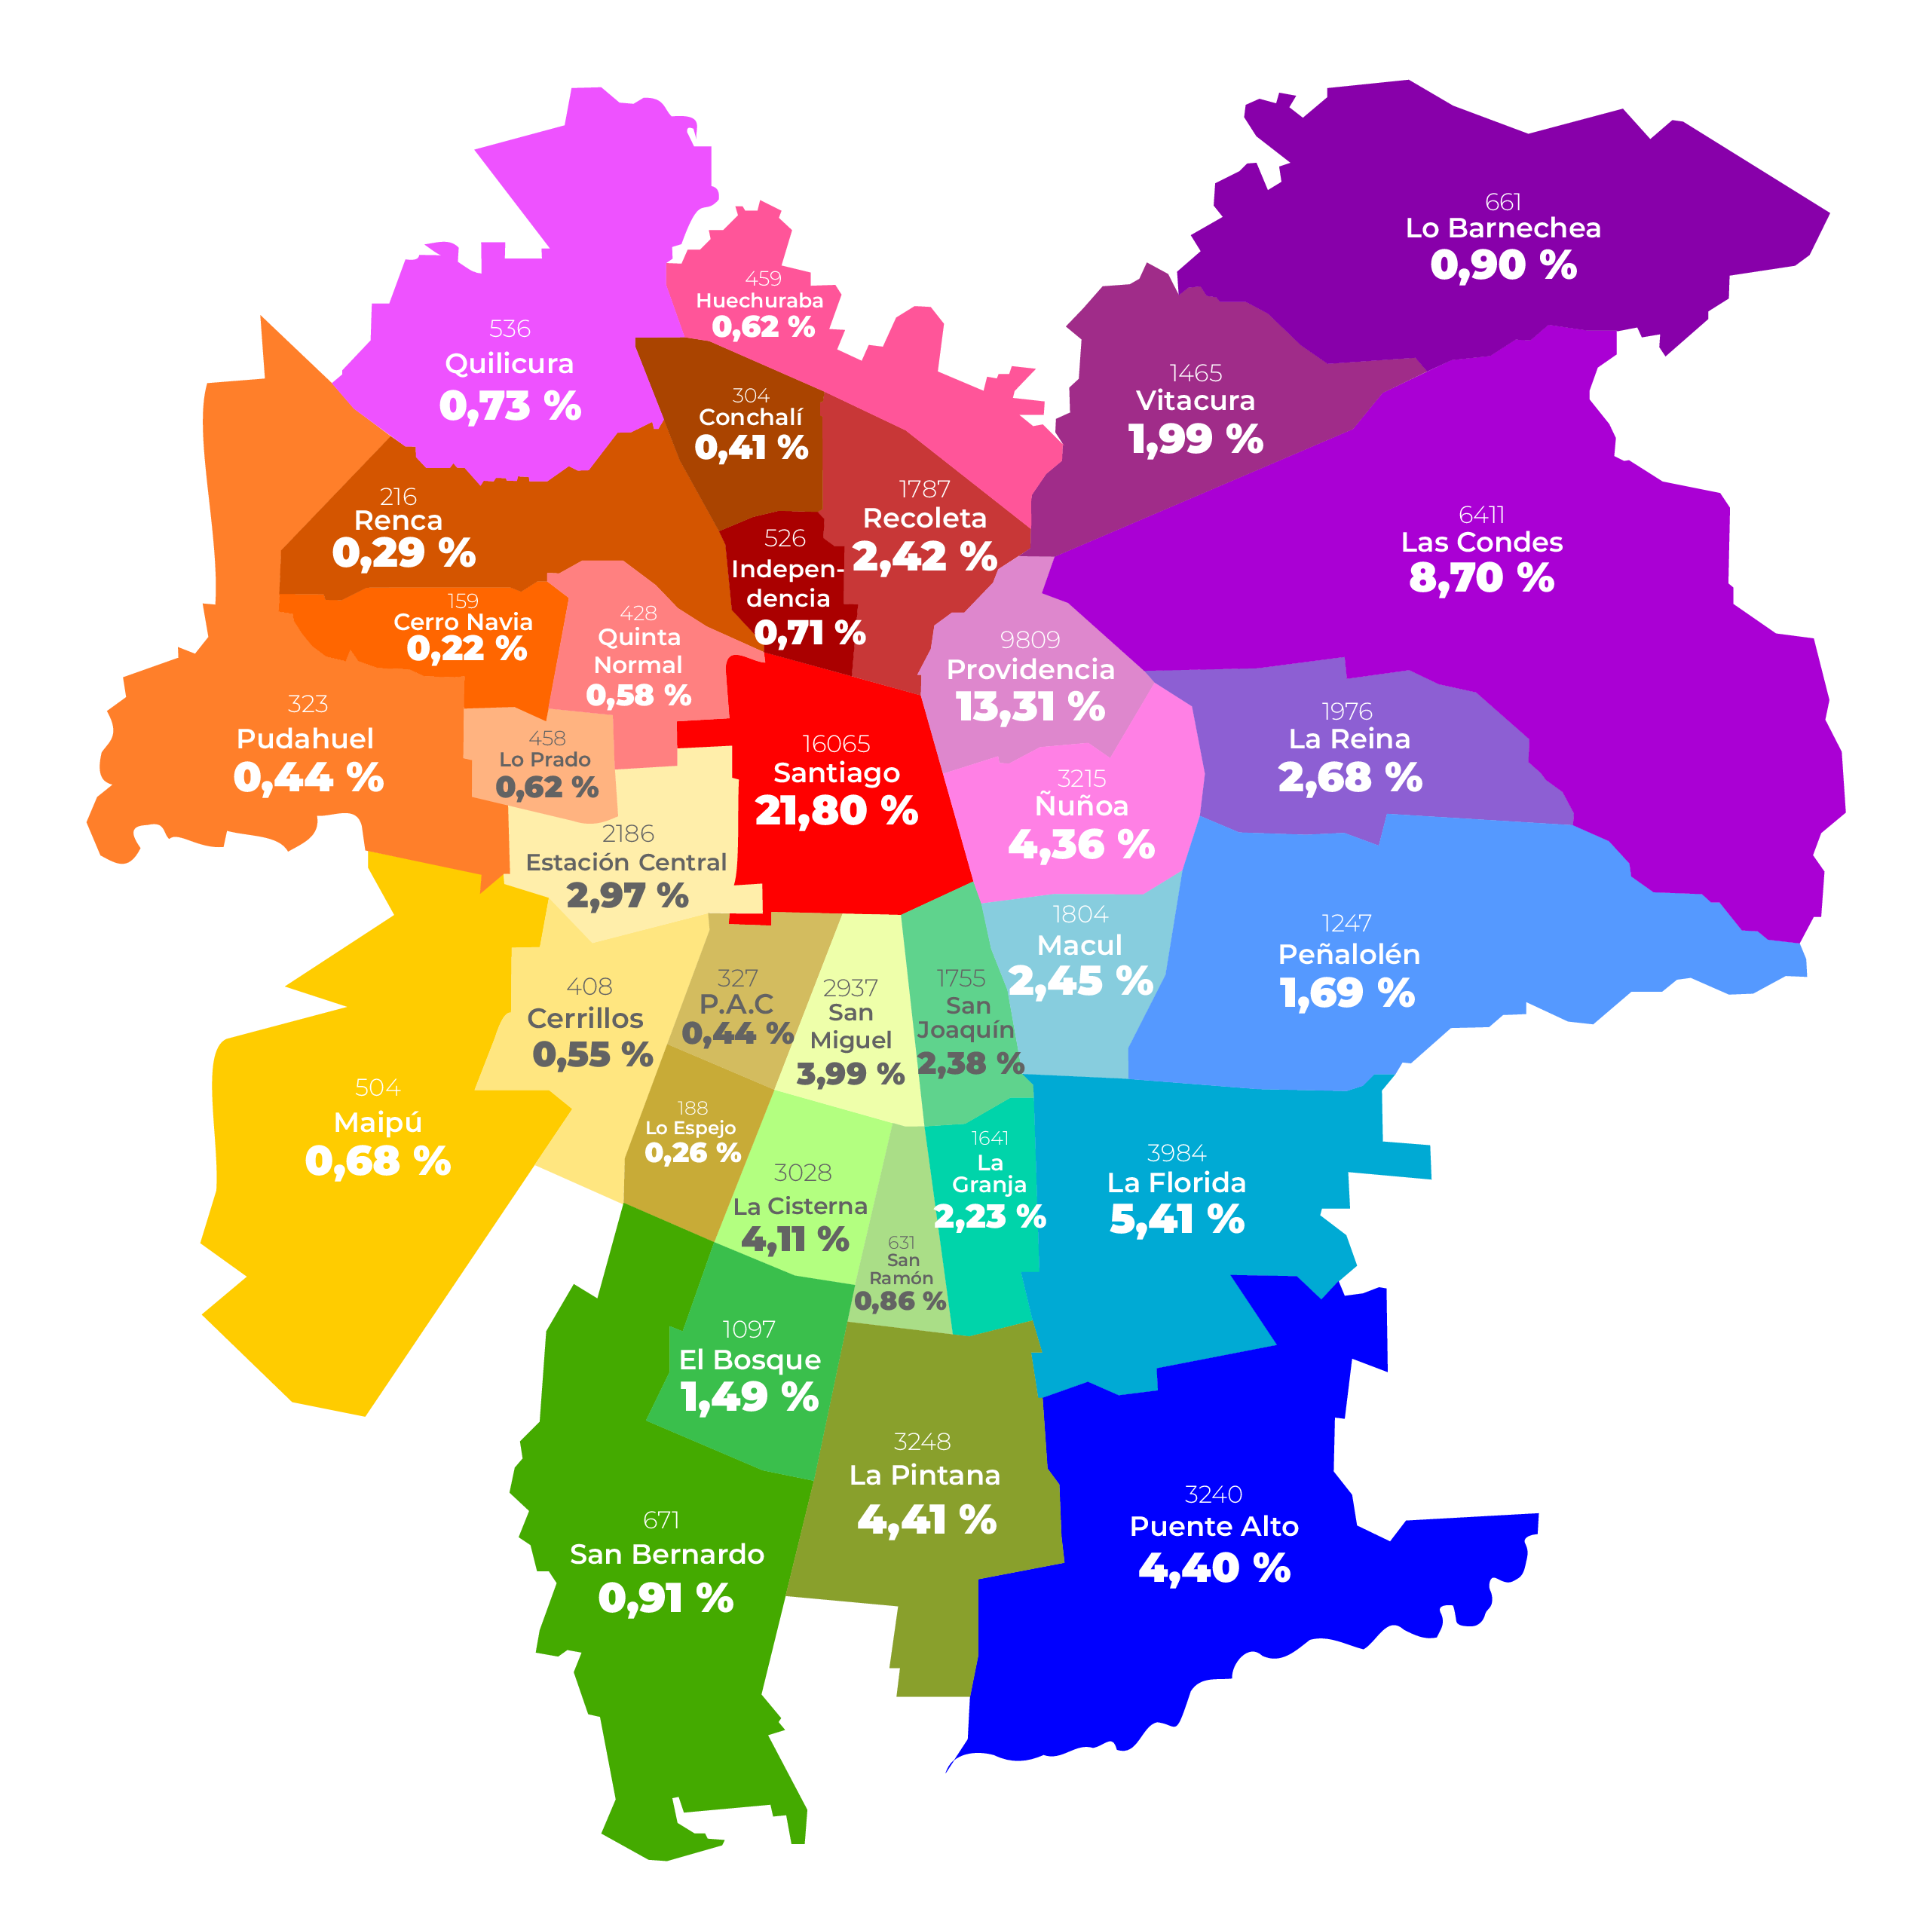 661
Lo Barnechea
0,90 %
459
Huechuraba
0,62 %
536
Quilicura
0,73 %
1465
Vitacura
1,99 %
304
Conchalí
0,41 %
1787
Recoleta
2,42 %
216
Renca
0,29 %
6411
Las Condes
8,70 %
526
Indepen-
dencia
0,71 %
159
Cerro Navia
0,22 %
428
Quinta
Normal
0,58 %
9809
Providencia
13,31 %
323
Pudahuel
0,44 %
458
Lo Prado
0,62 %
16065
Santiago
21,80 %
1976
La Reina
2,68 %
3215
Ñuñoa
4,36 %
2186
Estación Central
2,97 %
1804
Macul
2,45 %
1247
Peñalolén
1,69 %
408
Cerrillos
0,55 %
327
P.A.C
0,44 %
2937
San
Miguel
3,99 %
1755
San
Joaquín
2,38 %
504
Maipú
0,68 %
188
Lo Espejo
0,26 %
3028
La Cisterna
4,11 %
631
San
Ramón
0,86 %
1641
La
Granja
2,23 %
3984
La Florida
5,41 %
1097
El Bosque
1,49 %
3248
La Pintana
4,41 %
3240
Puente Alto
4,40 %
671
San Bernardo
0,91 %